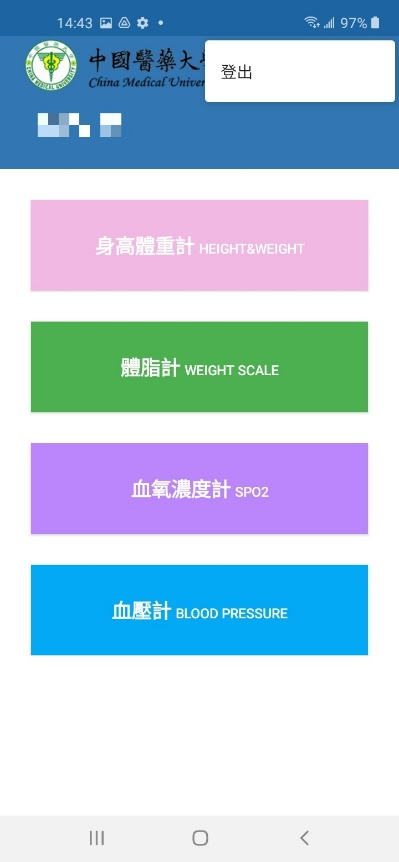 14:43
97%
中國醫藥大
China Medical Univer
登出
身高體重計 HEIGHT&WEIGHT
體脂計 WEIGHT SCALE
血氧濃度計 SPO2
血壓計 BLOOD PRESSURE